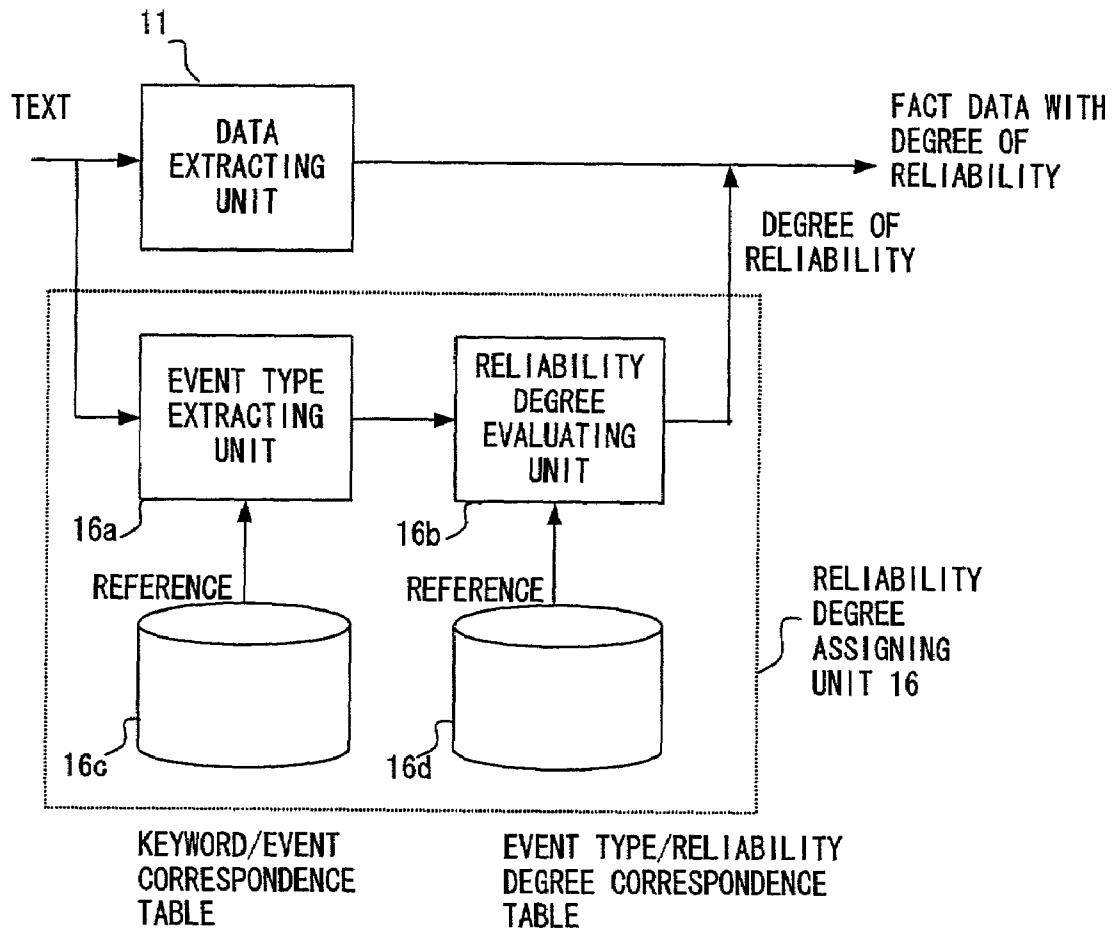 11
TEXT
DATA
EXTRACTING
UNIT
FACT DATA WITH
DEGREE OF
RELIABILITY
DEGREE OF
RELIABILITY
EVENT TYPE
EXTRACTING
UNIT
RELIABILITY
DEGREE
EVALUATING
UNIT
16a
16b
REFERENCE
REFERENCE
RELIABILITY
DEGREE
ASSIGNING
UNIT 16
16c
16d
KEYWORD/EVENT
CORRESPONDENCE
TABLE
EVENT TYPE/RELIABILITY
DEGREE CORRESPONDENCE
TABLE